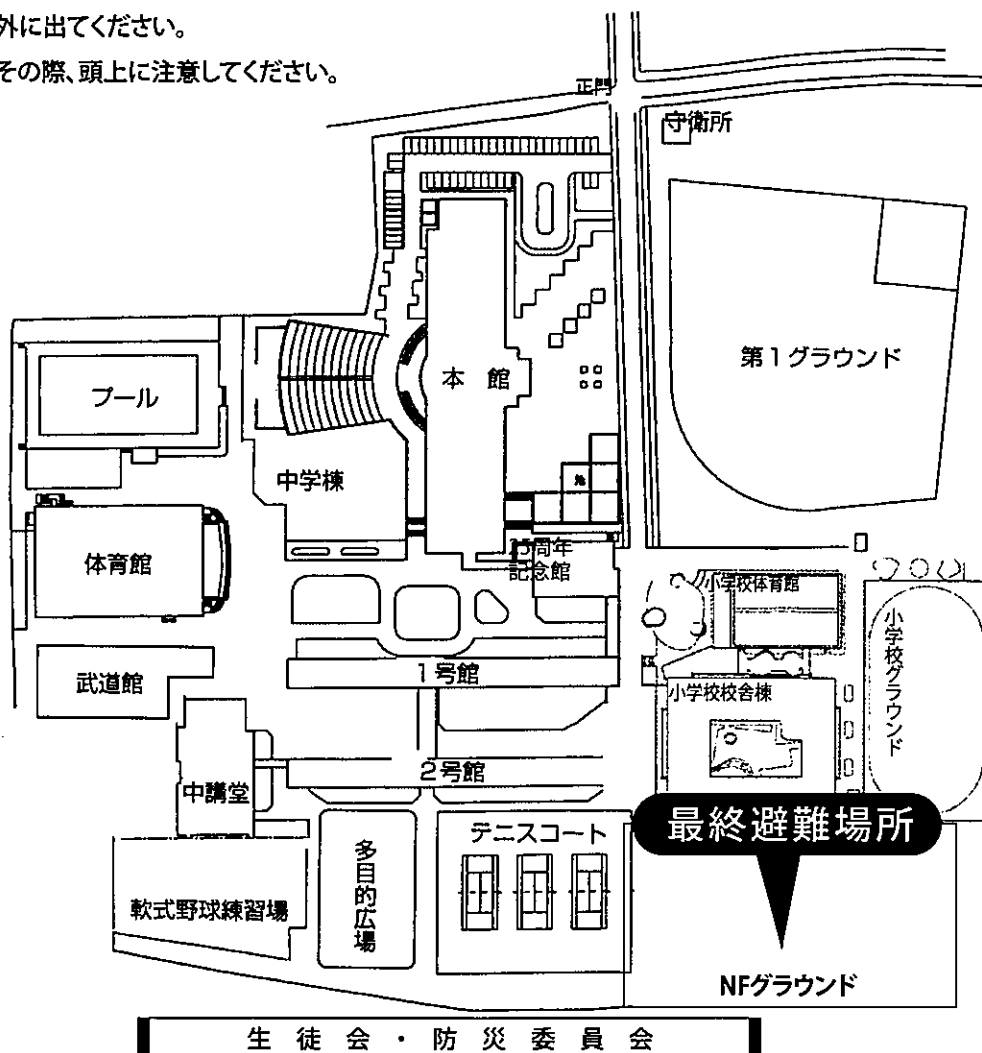 外に出てください。
その際、頭上に注意してください。
正門
守衛所
第１グラウンド
本 館
プール
中学棟
池
体育館
35周年
記念館
小学校体育館
小学校グラウンド
武道館
１号館
小学校校舎棟
２号館
中講堂
最終避難場所
テニスコート
多目的広場
軟式野球練習場
NFグラウンド
生 徒 会 ・ 防 災 委 員 会